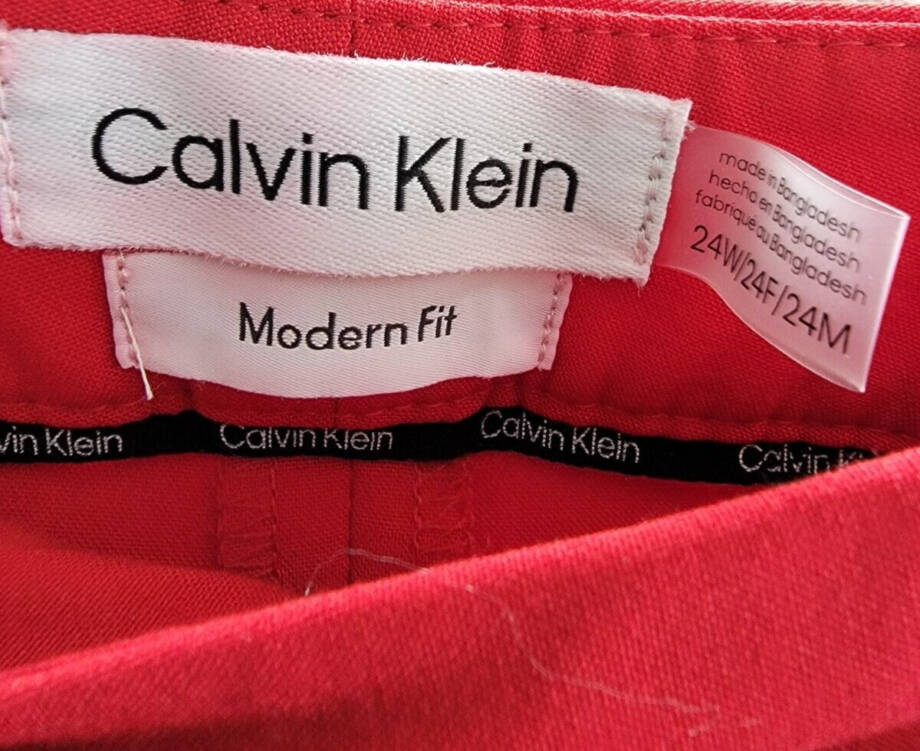 Calvin Klein
made in Bangladesh
hecho en Bangladesh
fabriqué au Bangladesh
24W/24F/24M
Modern Fit
vin Klein Calvin Klein Calvin Klein Calvin K